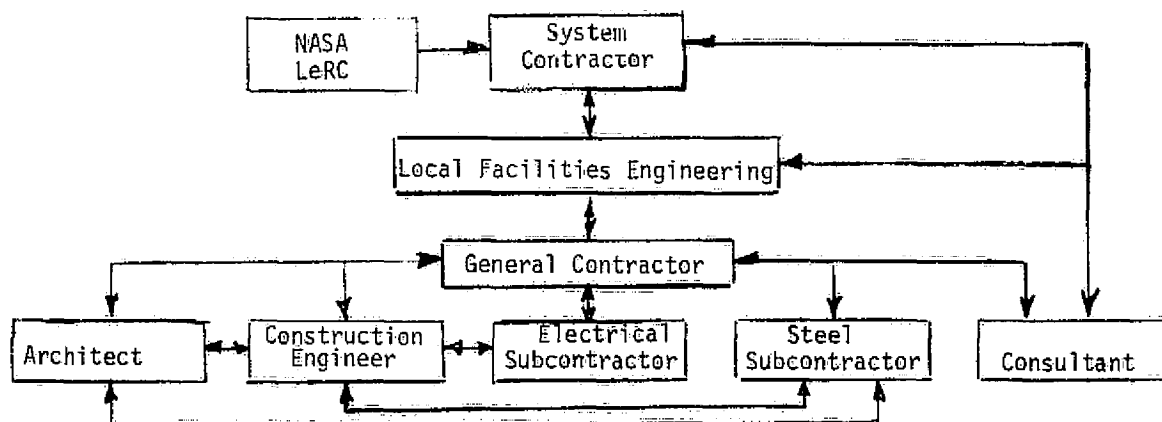 NASA
LeRC
System
Contractor
Local Facilities Engineering
General Contractor
Architect
Construction
Engineer
Electrical
Subcontractor
Steel
Subcontractor
Consultant